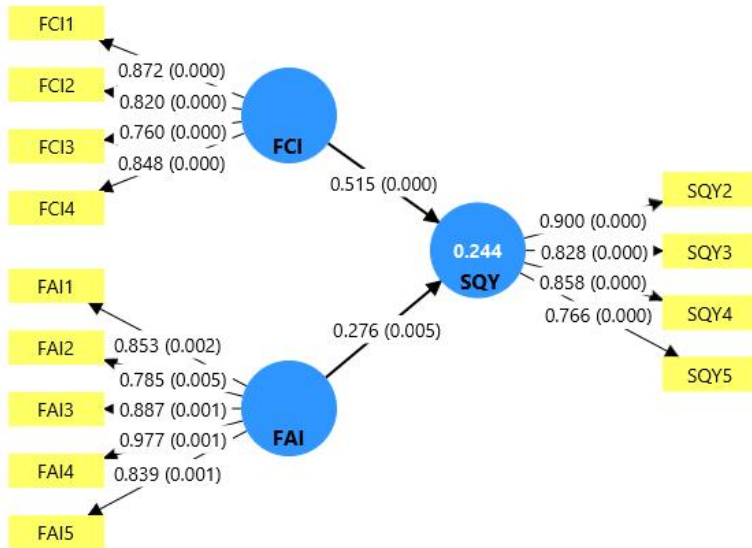 FCI1
FCI2
FCI3
FCI4
0.872 (0.000)
0.820 (0.000)
0.760 (0.000)
0.848 (0.000)
FCI
0.515 (0.000)
FAI1
FAI2
FAI3
FAI4
FAI5
0.853 (0.002)
0.785 (0.005)
0.887 (0.001)
0.977 (0.001)
0.839 (0.001)
FAI
0.276 (0.005)
0.244
SQY
0.900 (0.000)
0.828 (0.000)
0.858 (0.000)
0.766 (0.000)
SQY2
SQY3
SQY4
SQY5